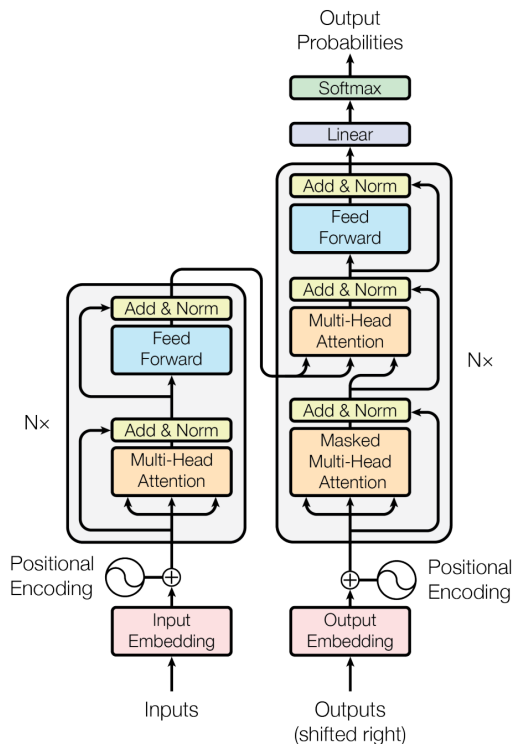 Output
Probabilities
Softmax
Linear
Add & Norm
Feed
Forward
Add & Norm
Multi-Head
Attention
Add & Norm
Feed
Forward
N×
N×
Add & Norm
Masked
Multi-Head
Attention
Add & Norm
Multi-Head
Attention
Positional
Encoding
Positional
Encoding
Input
Embedding
Output
Embedding
Inputs
Outputs
(shifted right)